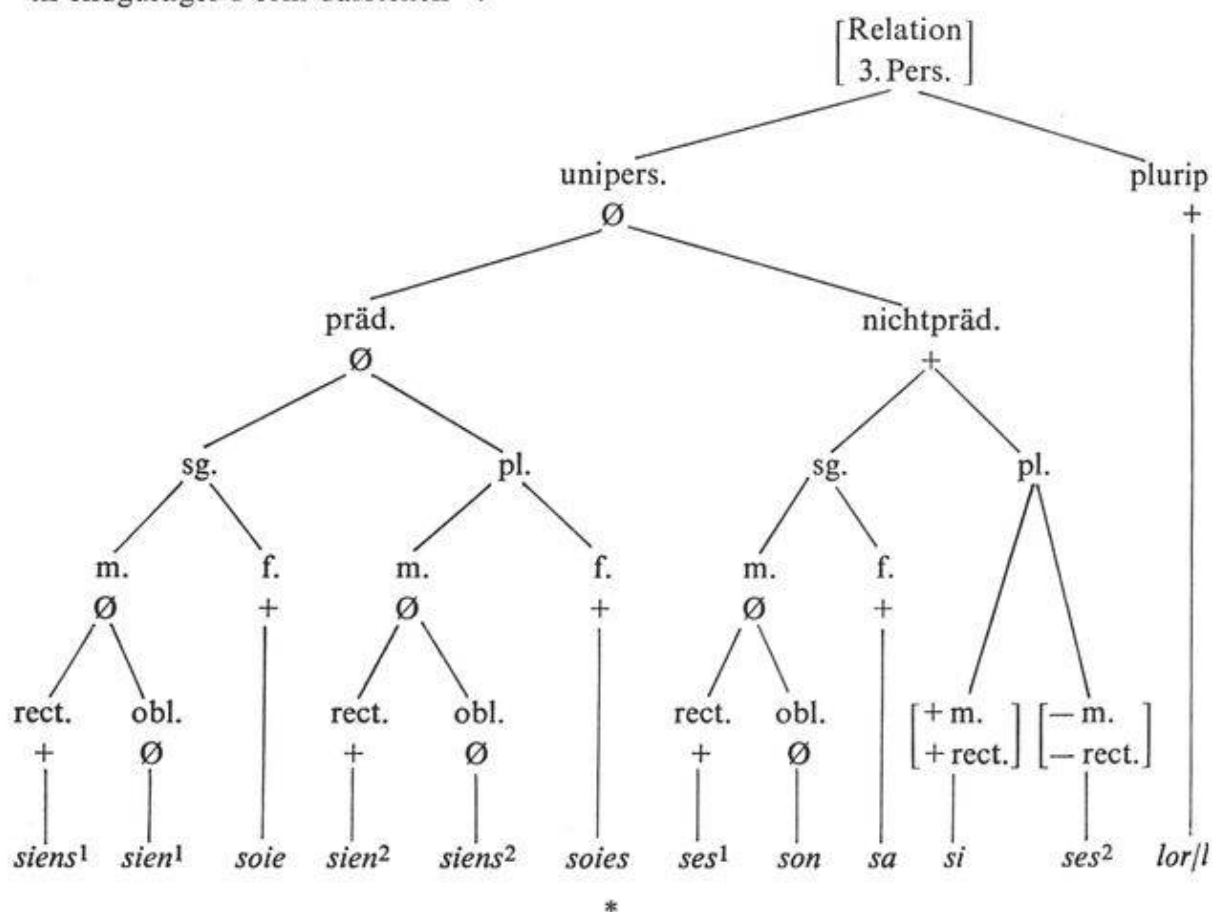 [Relation
3. Pers.]
unipers. plurip
Ø +
präd. nichtpräd.
Ø +
sg. pl. sg. pl.
m. f. m. f. m. f.
Ø + Ø + Ø +
rect. obl. rect. obl. rect. obl. [+ m. [— m.
+ Ø + Ø + Ø + rect.] — rect.]
siens¹ sien¹ soie sien² siens² soies ses¹ son sa si ses² lor/l
*